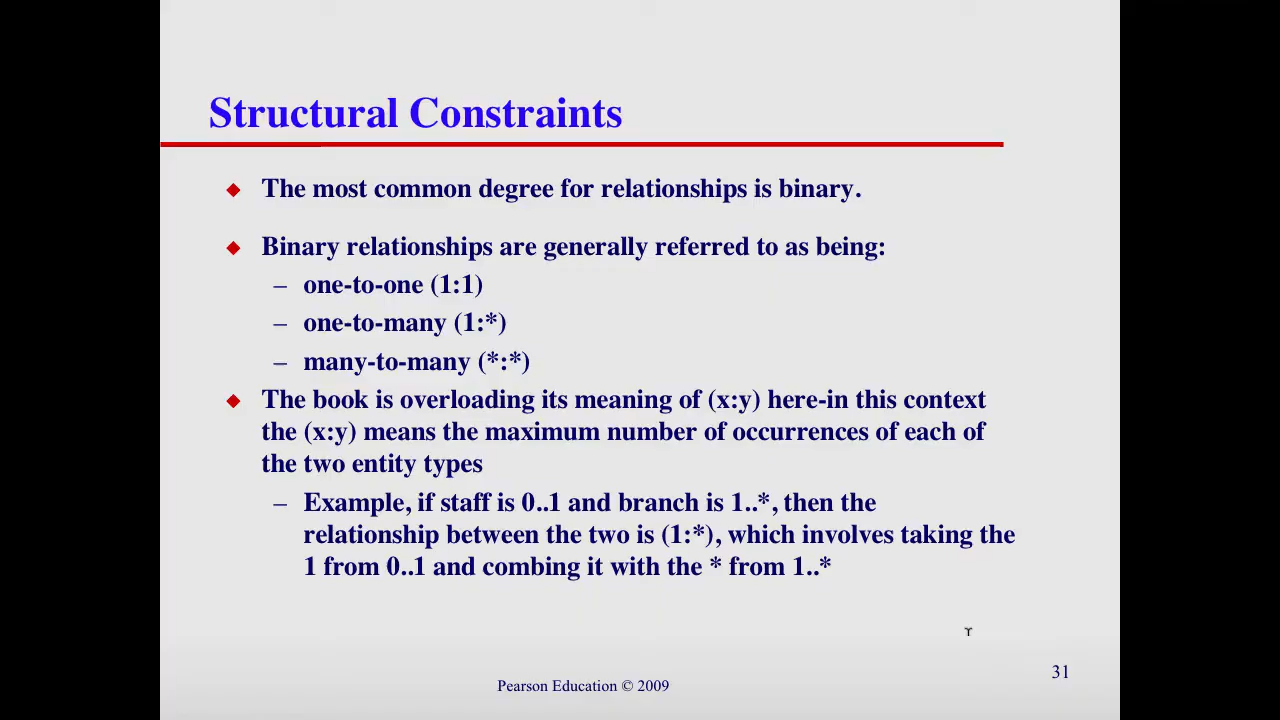 Structural Constraints
◆ The most common degree for relationships is binary.
◆ Binary relationships are generally referred to as being:
– one-to-one (1:1)
– one-to-many (1:*)
– many-to-many (*:*)
◆ The book is overloading its meaning of (x:y) here-in this context
the (x:y) means the maximum number of occurrences of each of
the two entity types
– Example, if staff is 0..1 and branch is 1..*, then the
relationship between the two is (1:*), which involves taking the
1 from 0..1 and combing it with the * from 1..*
31
Pearson Education © 2009